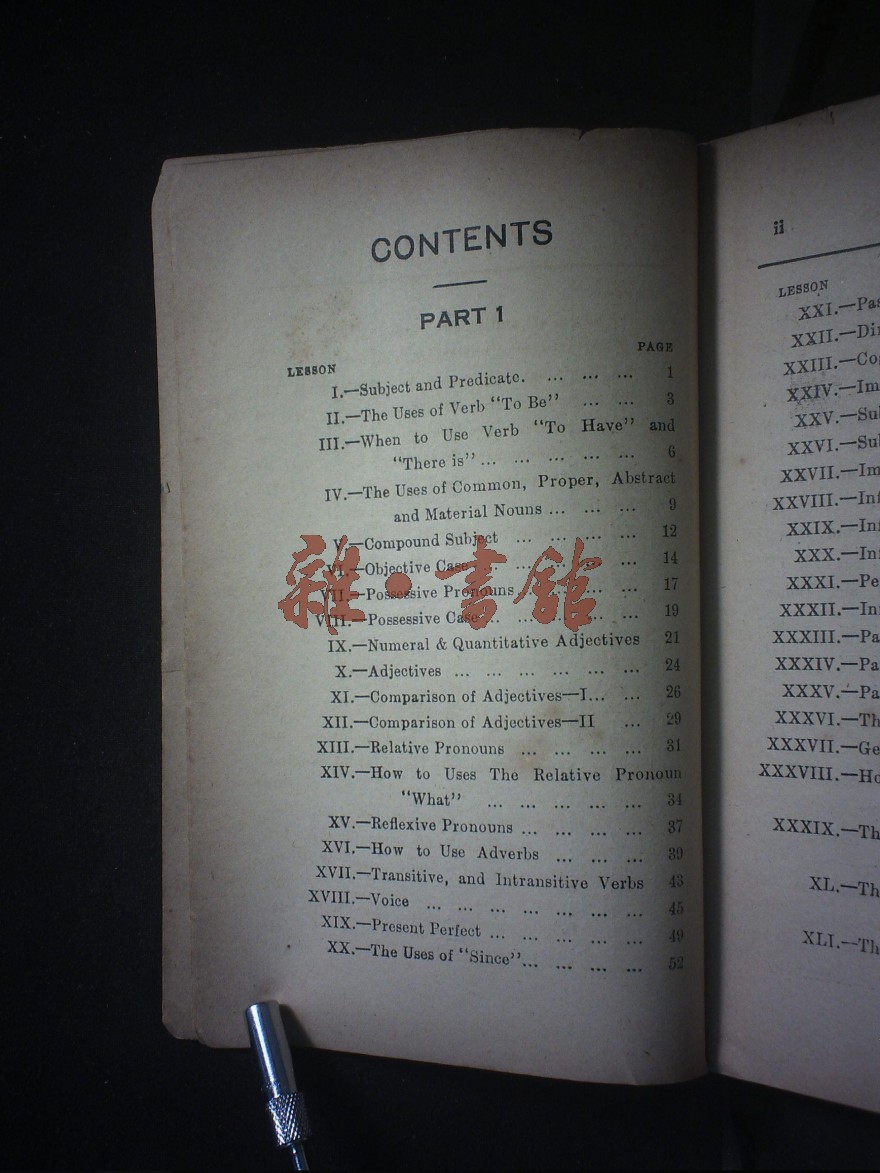 CONTENTS
PART 1
LESSON PAGE
I.—Subject and Predicate. ... ... ... 1
II.—The Uses of Verb "To Be" ... ... 3
III.—When to Use Verb "To Have" and
"There is" ... ... ... ... ... ... 6
IV.—The Uses of Common, Proper, Abstract
and Material Nouns ... ... ... 9
V.—Compound Subject ... ... ... ... 12
VI.—Objective Case ... ... ... ... ... 14
VII.—Possessive Pronouns ... ... ... ... 17
VIII.—Possessive Case ... ... ... ... ... 19
IX.—Numeral & Quantitative Adjectives 21
X.—Adjectives ... ... ... ... ... ... 24
XI.—Comparison of Adjectives—I... ... 26
XII.—Comparison of Adjectives—II ... 29
XIII.—Relative Pronouns ... ... ... ... 31
XIV.—How to Uses The Relative Pronoun
"What" ... ... ... ... ... ... 34
XV.—Reflexive Pronouns ... ... ... ... 37
XVI.—How to Use Adverbs ... ... ... 39
XVII.—Transitive, and Intransitive Verbs 43
XVIII.—Voice ... ... ... ... ... ... ... 45
XIX.—Present Perfect ... ... ... ... ... 49
XX.—The Uses of "Since"... ... ... ... 52
雜·書館
ii
LESSON
XXI.—Pas
XXII.—Di
XXIII.—Co
XXIV.—Im
XXV.—Su
XXVI.—Su
XXVII.—Im
XXVIII.—Inf
XXIX.—Inf
XXX.—Inf
XXXI.—Pe
XXXII.—In
XXXIII.—Pa
XXXIV.—Pa
XXXV.—Pa
XXXVI.—Th
XXXVII.—Ge
XXXVIII.—Ho
XXXIX.—Th
XL.—Th
XLI.—Th